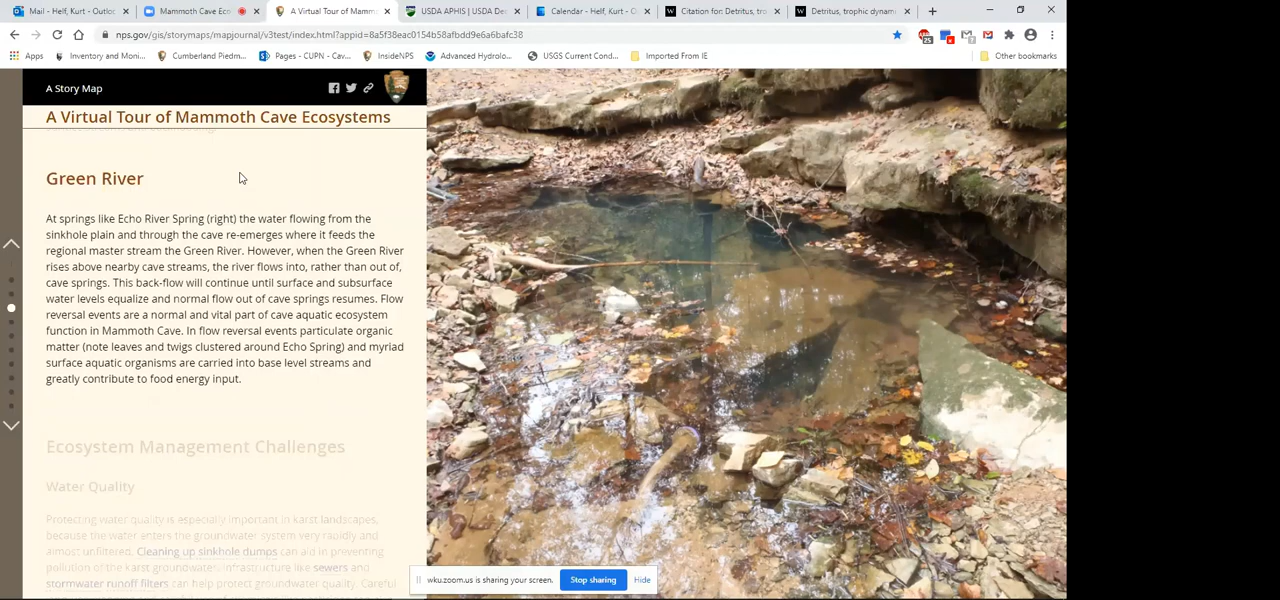 Mail - Helf, Kurt - Outloo
Mammoth Cave Eco
A Virtual Tour of Mamm
USDA APHIS | USDA De
Calendar - Helf, Kurt - O
Citation for: Detritus, tro
Detritus, trophic dynam
nps.gov/gis/storymaps/mapjournal/v3test/index.html?appid=8a5f38eac0154b58afbdd9e6a6bafc38
25
Apps
Inventory and Moni...
Cumberland Piedm...
Pages - CUPN - Cav...
InsideNPS
Advanced Hydrolo...
USGS Current Cond...
Imported From IE
Other bookmarks
A Story Map
A Virtual Tour of Mammoth Cave Ecosystems
Green River
At springs like Echo River Spring (right) the water flowing from the
sinkhole plain and through the cave re-emerges where it feeds the
regional master stream the Green River. However, when the Green River
rises above nearby cave streams, the river flows into, rather than out of,
cave springs. This back-flow will continue until surface and subsurface
water levels equalize and normal flow out of cave springs resumes. Flow
reversal events are a normal and vital part of cave aquatic ecosystem
function in Mammoth Cave. In flow reversal events particulate organic
matter (note leaves and twigs clustered around Echo Spring) and myriad
surface aquatic organisms are carried into base level streams and
greatly contribute to food energy input.
Ecosystem Management Challenges
Water Quality
Protecting water quality is especially important in karst landscapes,
because the water enters the groundwater system very rapidly and
almost unfiltered. Cleaning up sinkhole dumps can aid in preventing
pollution of the karst groundwater. Infrastructure like sewers and
stormwater runoff filters can help protect groundwater quality. Careful
wku.zoom.us is sharing your screen.
Stop sharing
Hide